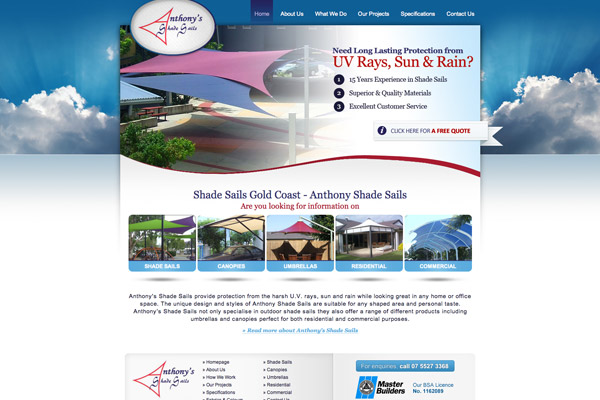 Anthony's
Shade Sails
Home
About Us
What We Do
Our Projects
Specifications
Contact Us
Need Long Lasting Protection from
UV Rays, Sun & Rain?
1 15 Years Experience in Shade Sails
2 Superior & Quality Materials
3 Excellent Customer Service
i CLICK HERE FOR A FREE QUOTE
Shade Sails Gold Coast - Anthony Shade Sails
Are you looking for information on
SHADE SAILS
CANOPIES
UMBRELLAS
RESIDENTIAL
COMMERCIAL
Anthony's Shade Sails provide protection from the harsh U.V. rays, sun and rain while looking great in any home or office
space. The unique design and styles of Anthony Shade Sails are suitable for any shaped area and personal taste.
Anthony's Shade Sails not only specialise in outdoor shade sails they also offer a range of different products including
umbrellas and canopies perfect for both residential and commercial purposes.
» Read more about Anthony's Shade Sails
Anthony's
Shade Sails
» Homepage
» About Us
» How We Work
» Our Projects
» Specifications
» Shade Sails
» Canopies
» Umbrellas
» Residential
» Commercial
» Contact Us
For enquires call 07 5527 3368
Master
Builders
Our BSA Licence
No. 1162089